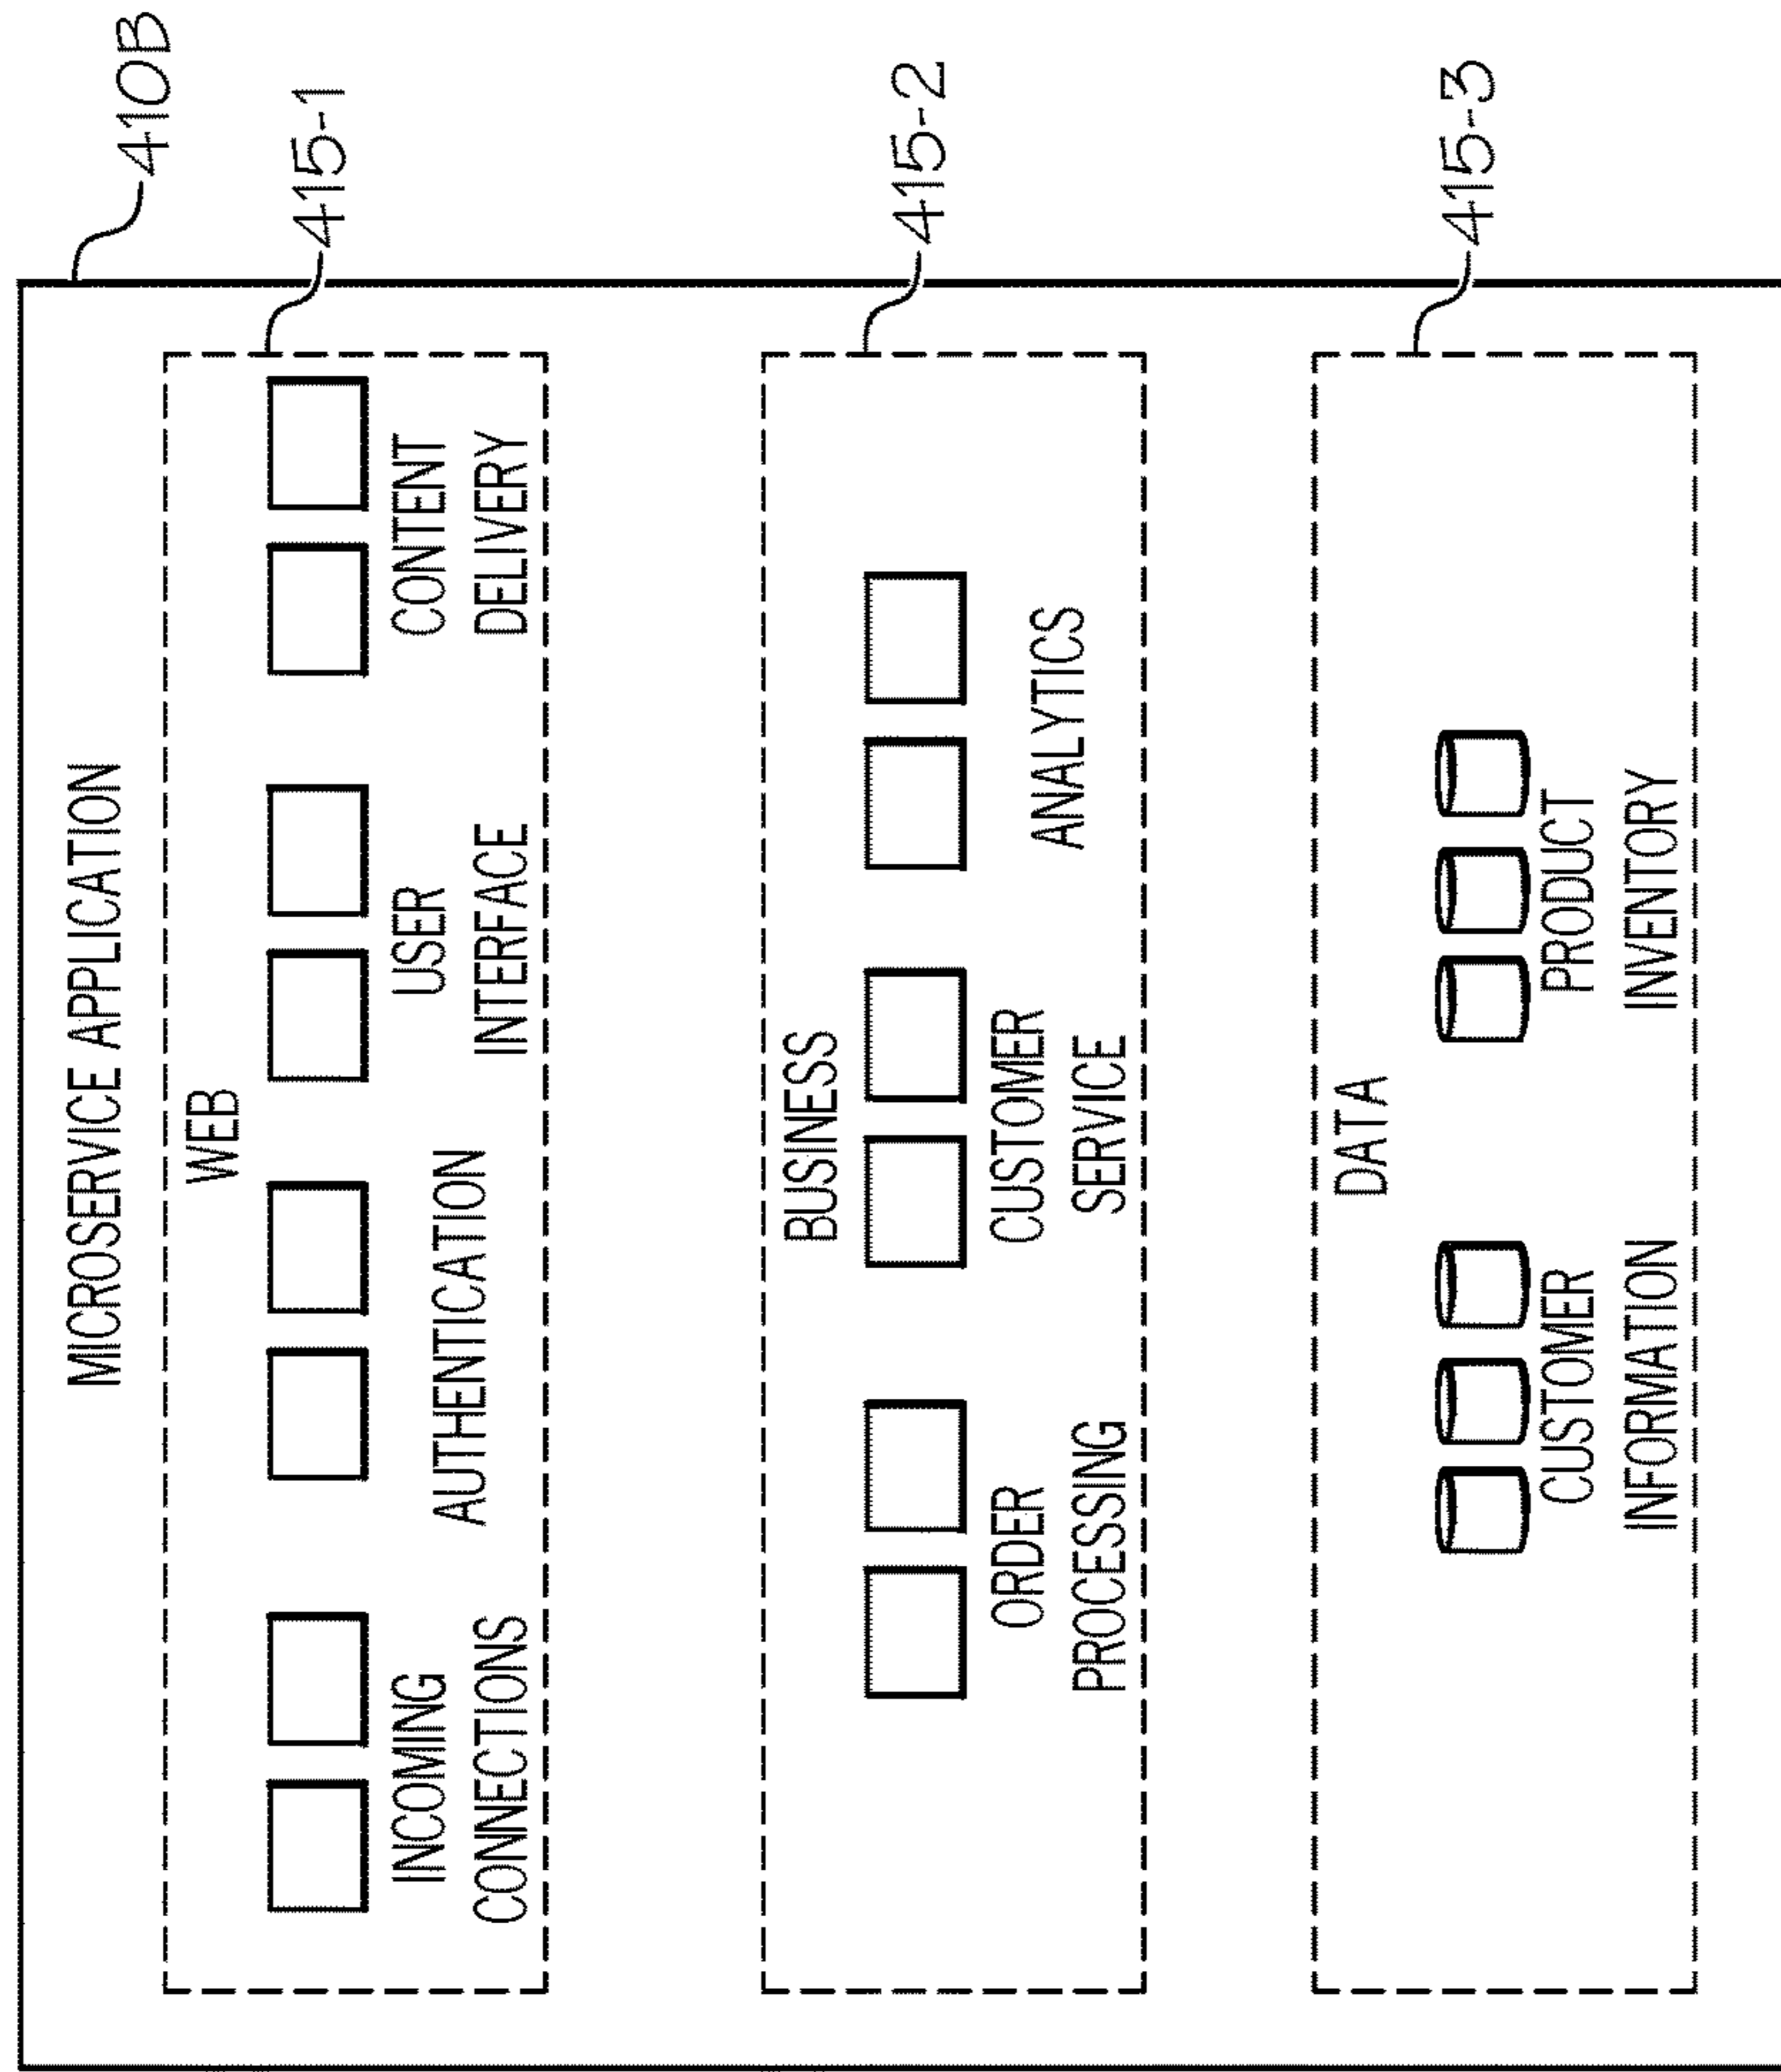 410B
MICROSERVICE APPLICATION
415-1
WEB
INCOMING
CONNECTIONS
AUTHENTICATION
USER
INTERFACE
CONTENT
DELIVERY
415-2
BUSINESS
ORDER
PROCESSING
CUSTOMER
SERVICE
ANALYTICS
415-3
DATA
CUSTOMER
INFORMATION
PRODUCT
INVENTORY